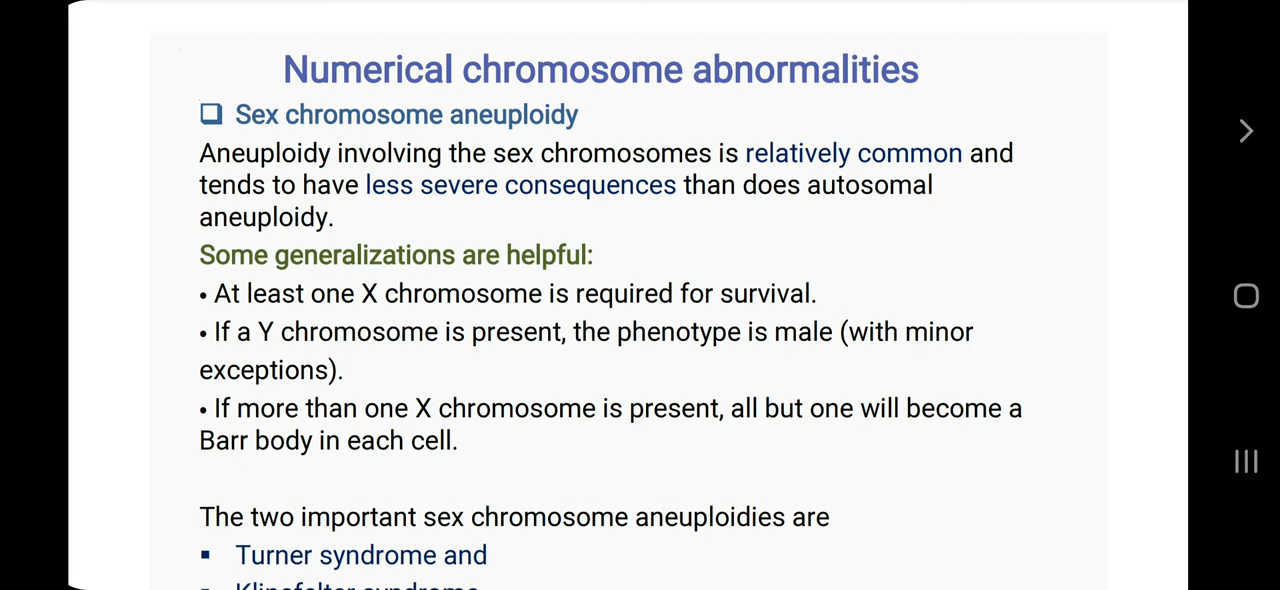 Numerical chromosome abnormalities
❑ Sex chromosome aneuploidy
Aneuploidy involving the sex chromosomes is relatively common and
tends to have less severe consequences than does autosomal
aneuploidy.
Some generalizations are helpful:
• At least one X chromosome is required for survival.
• If a Y chromosome is present, the phenotype is male (with minor
exceptions).
• If more than one X chromosome is present, all but one will become a
Barr body in each cell.
The two important sex chromosome aneuploidies are
▪ Turner syndrome and
▪ Klinefelter syndrome